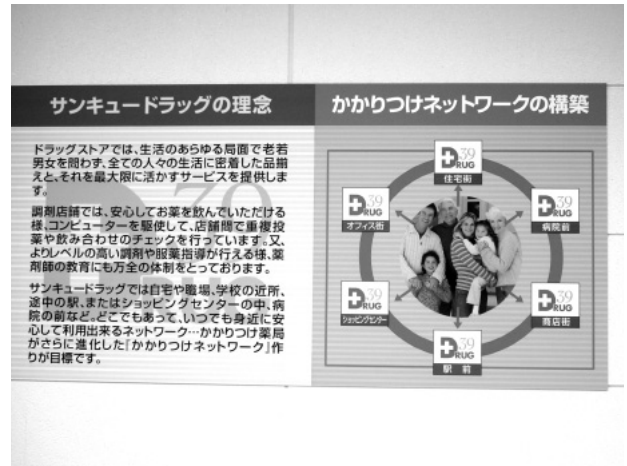 サンキュードラッグの理念
ドラッグストアでは、生活のあらゆる局面で老若
男女を問わず、全ての人々の生活に密着した品揃
えと、それを最大限に活かすサービスを提供しま
す。
調剤店舗では、安心してお薬を飲んでいただける
様、コンピューターを駆使して、店舗間で重複投
薬や飲み合わせのチェックを行っています。又、
よりレベルの高い調剤や服薬指導が行える様、薬
剤師の教育にも万全の体制をとっております。
サンキュードラッグでは自宅や職場、学校の近所、
途中の駅、またはショッピングセンターの中、病
院の前など。どこでもあって、いつでも身近に安
心して利用出来るネットワーク…かかりつけ薬局
がさらに進化した『かかりつけネットワーク』作
りが目標です。
かかりつけネットワークの構築
D39
RUG
住宅街
D39
RUG
オフィス街
D39
RUG
病院前
D39
RUG
ショッピングセンター
D39
RUG
商店街
D39
RUG
駅前